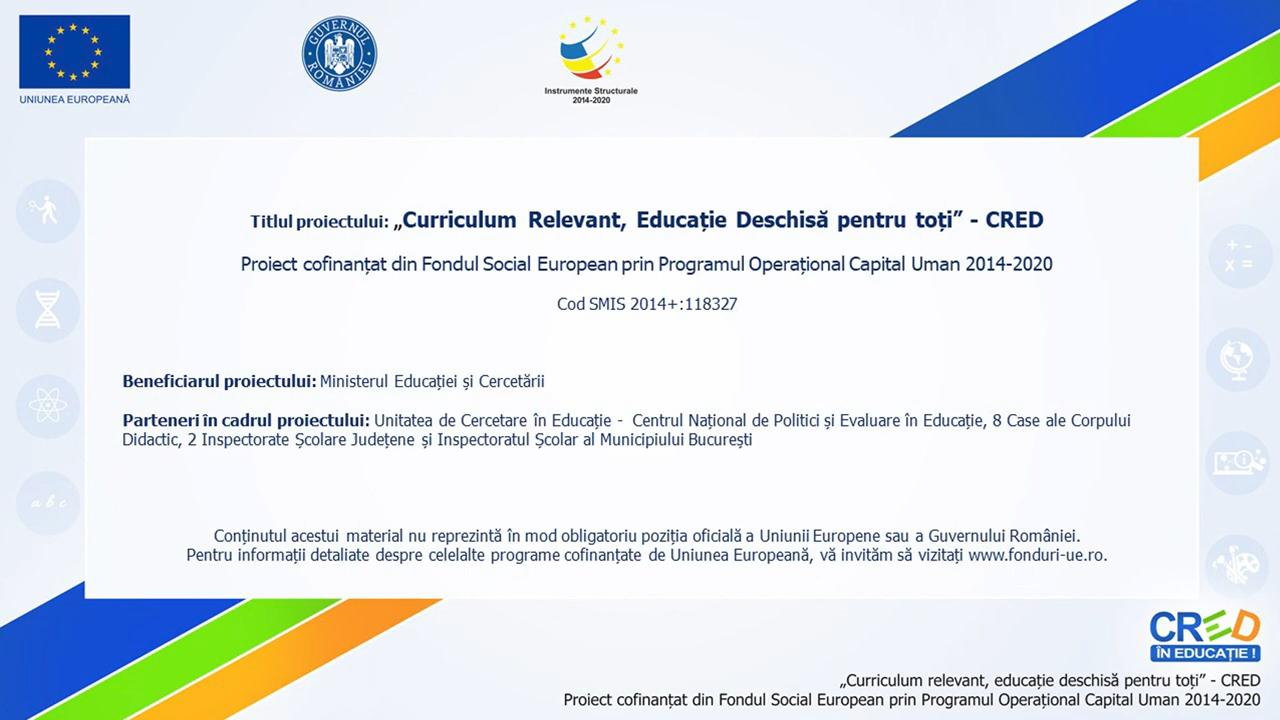 UNIUNEA EUROPEANĂ
GUVERNUL ROMÂNIEI
Instrumente Structurale
2014-2020
Titlul proiectului: „Curriculum Relevant, Educație Deschisă pentru toți” - CRED
Proiect cofinanțat din Fondul Social European prin Programul Operațional Capital Uman 2014-2020
Cod SMIS 2014+:118327
Beneficiarul proiectului: Ministerul Educației și Cercetării
Parteneri în cadrul proiectului: Unitatea de Cercetare în Educație - Centrul Național de Politici și Evaluare în Educație, 8 Case ale Corpului
Didactic, 2 Inspectorate Școlare Județene și Inspectoratul Școlar al Municipiului București
Conținutul acestui material nu reprezintă în mod obligatoriu poziția oficială a Uniunii Europene sau a Guvernului României.
Pentru informații detaliate despre celelalte programe cofinanțate de Uniunea Europeană, vă invităm să vizitați www.fonduri-ue.ro.
a b c
+ -
x =
CRED
ÎN EDUCAȚIE !
„Curriculum relevant, educație deschisă pentru toți” - CRED
Proiect cofinanțat din Fondul Social European prin Programul Operațional Capital Uman 2014-2020